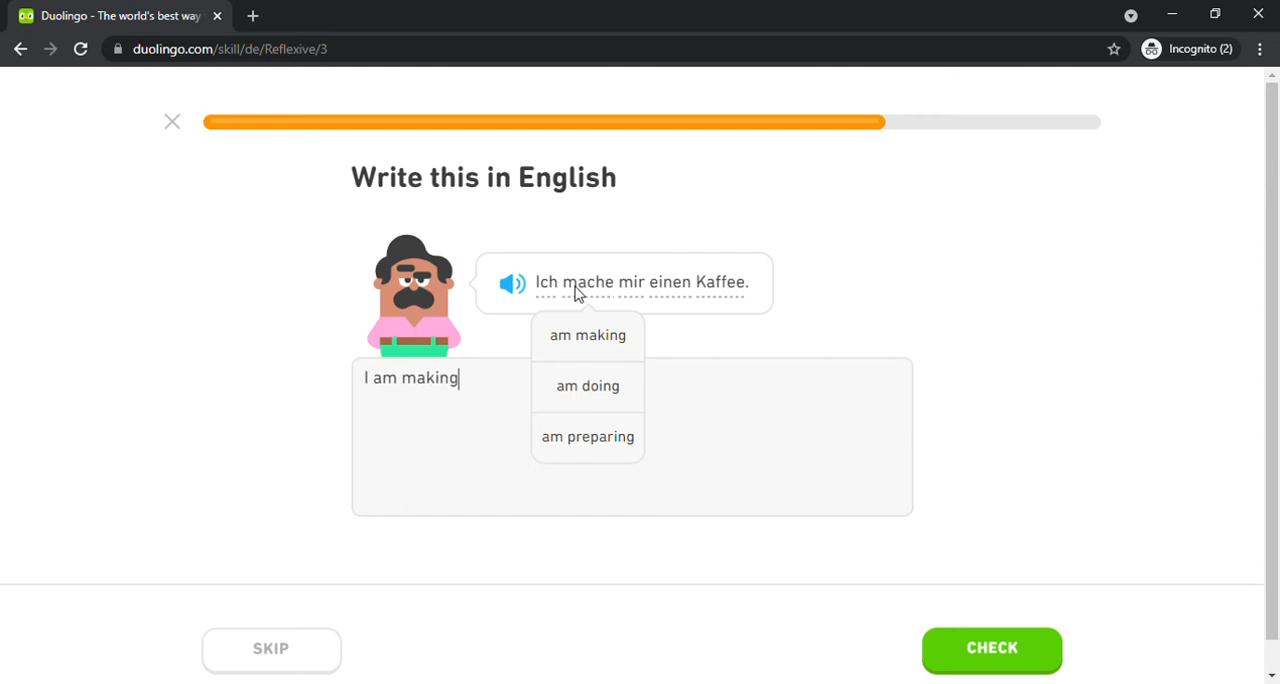 Duolingo - The world's best way
duolingo.com/skill/de/Reflexive/3
Incognito (2)
Write this in English
Ich mache mir einen Kaffee.
am making
am doing
am preparing
I am making
SKIP
CHECK